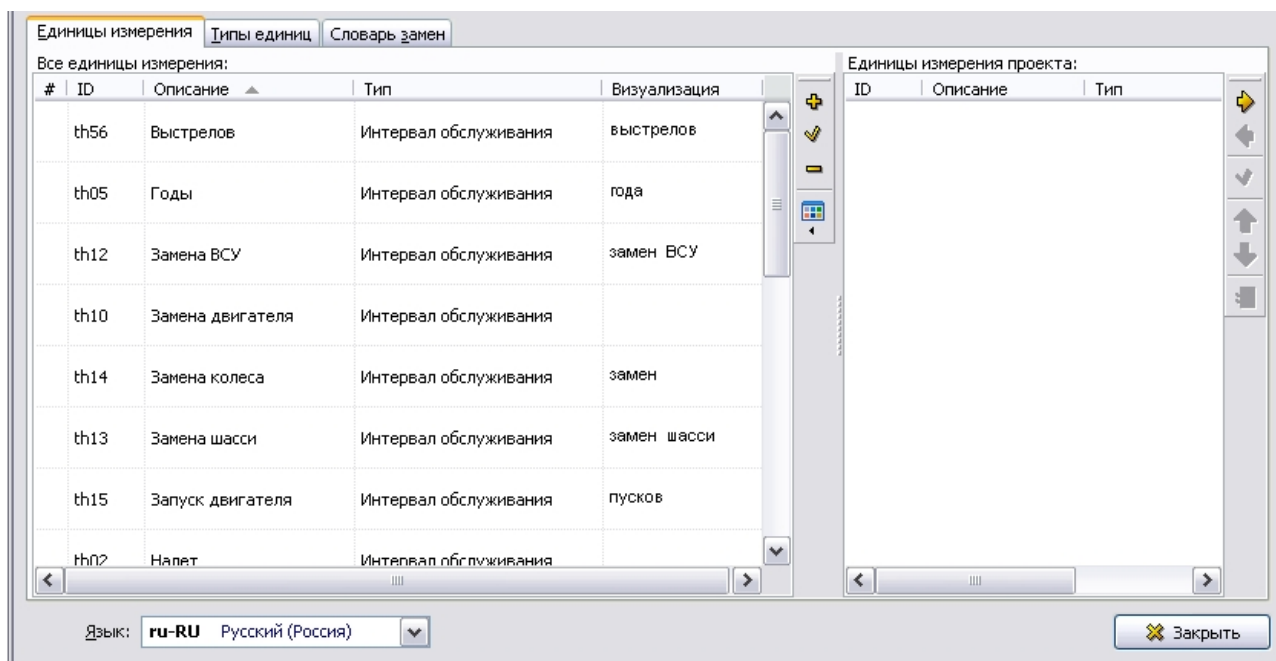 Единицы измерения Типы единиц Словарь замен
Все единицы измерения: Единицы измерения проекта:
# ID Описание Тип Визуализация ID Описание Тип
th56 Выстрелов Интервал обслуживания выстрелов
th05 Годы Интервал обслуживания года
th12 Замена ВСУ Интервал обслуживания замен ВСУ
th10 Замена двигателя Интервал обслуживания
th14 Замена колеса Интервал обслуживания замен
th13 Замена шасси Интервал обслуживания замен шасси
th15 Запуск двигателя Интервал обслуживания пусков
th02 Налет Интервал обслуживания
Язык: ru-RU Русский (Россия) Закрыть